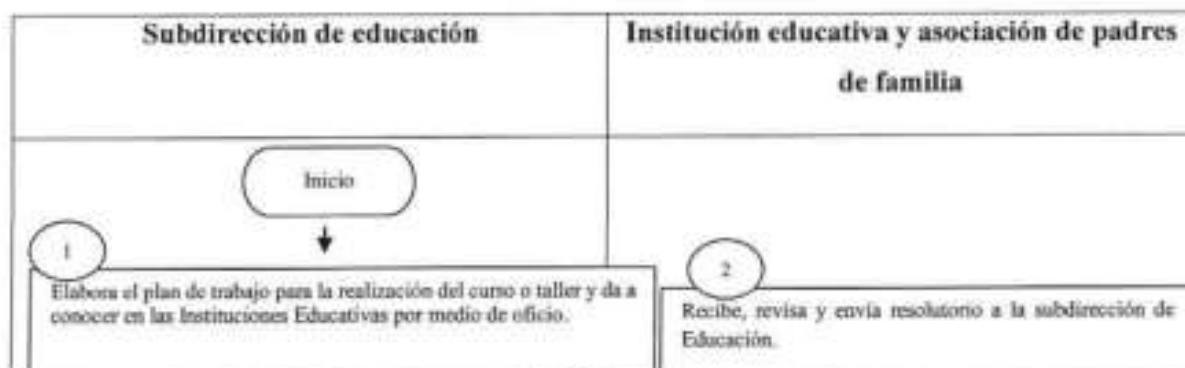 Subdirección de educación
Institución educativa y asociación de padres
de familia
Inicio
1
Elabora el plan de trabajo para la realización del curso o taller y da a
conocer en las Instituciones Educativas por medio de oficio.
2
Recibe, revisa y envía resolutorio a la subdirección de
Educación.